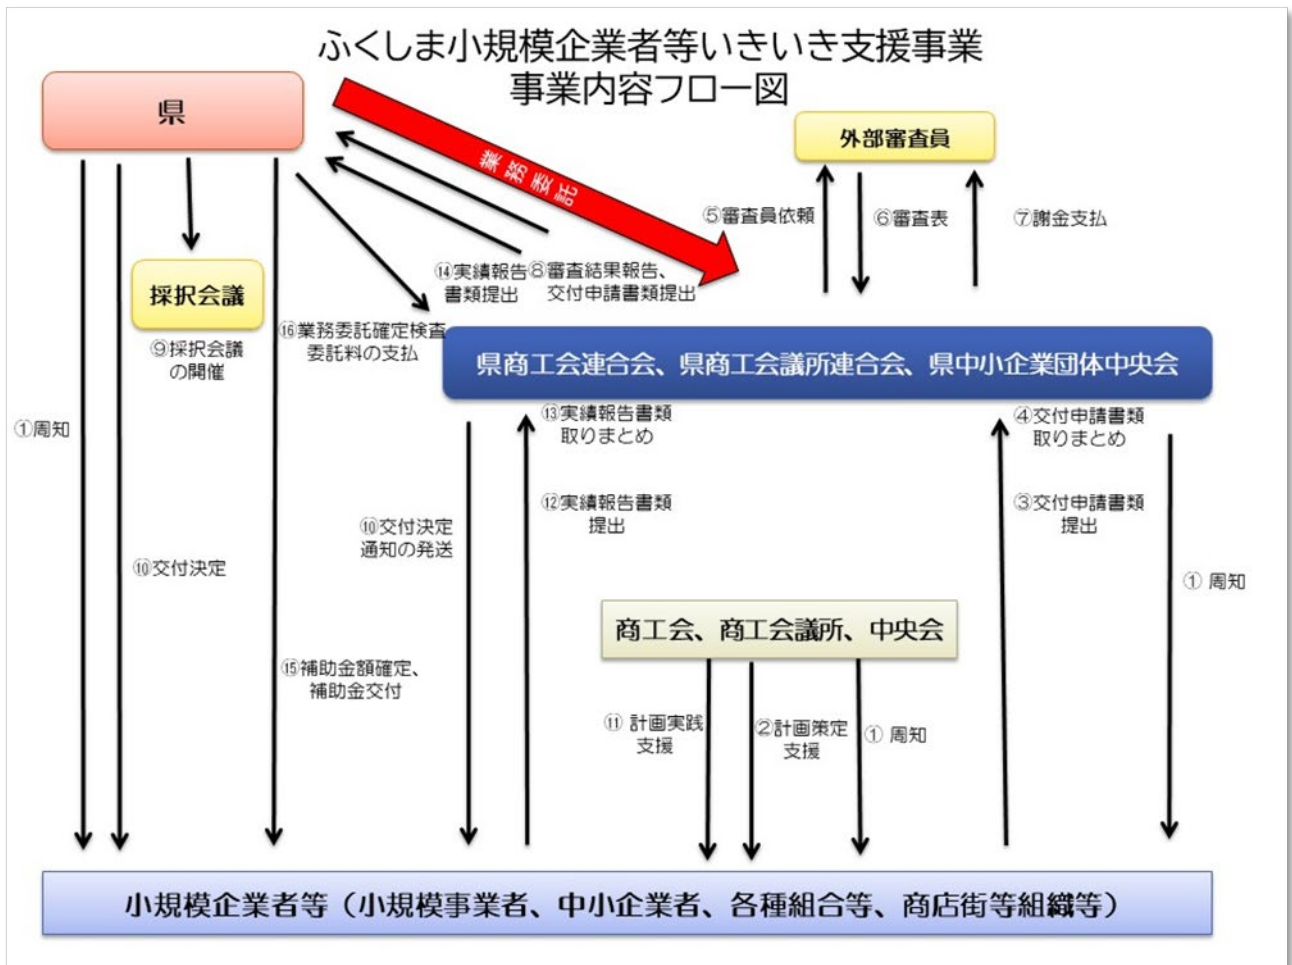 ふくしま小規模企業者等いきいき支援事業
事業内容フロー図
県
業務委託
外部審査員
⑤審査員依頼
⑥審査表
⑦謝金支払
⑭実績報告
書類提出
⑧審査結果報告、
交付申請書類提出
採択会議
⑨採択会議
の開催
⑯業務委託確定検査
委託料の支払
県商工会連合会、県商工会議所連合会、県中小企業団体中央会
①周知
⑬実績報告書類
取りまとめ
④交付申請書類
取りまとめ
⑫実績報告書類
提出
③交付申請書類
提出
⑩交付決定
通知の発送
⑩交付決定
① 周知
商工会、商工会議所、中央会
⑮補助金額確定、
補助金交付
⑪ 計画実践
支援
②計画策定
支援
① 周知
小規模企業者等（小規模事業者、中小企業者、各種組合等、商店街等組織等）